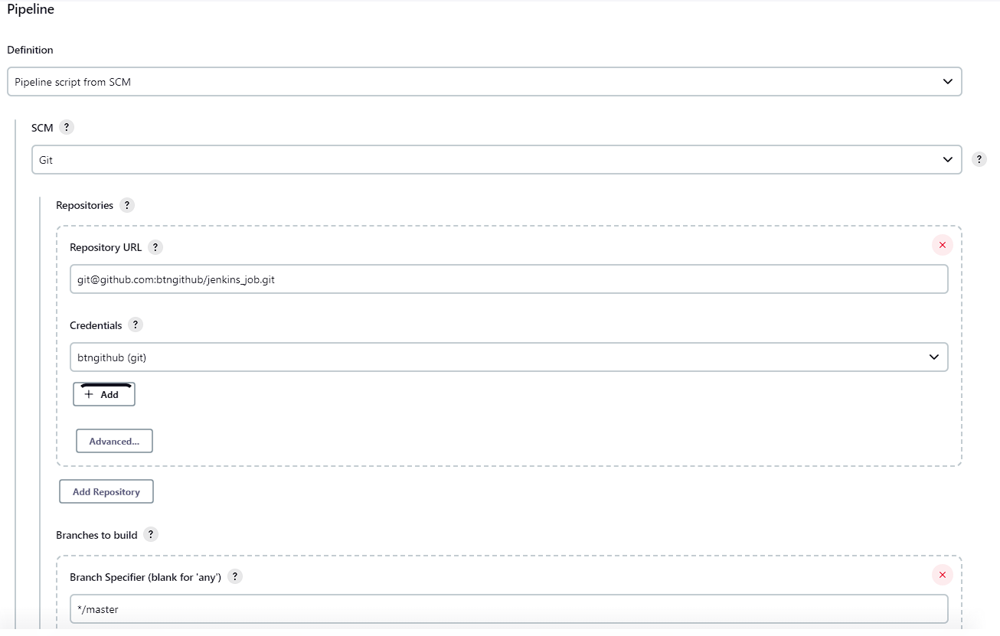 Pipeline
Definition
Pipeline script from SCM
SCM ?
Git
?
Repositories ?
Repository URL ?
git@github.com:btngithub/jenkins_job.git
Credentials ?
btngithub (git)
+ Add
Advanced...
Add Repository
Branches to build ?
Branch Specifier (blank for 'any') ?
*/master